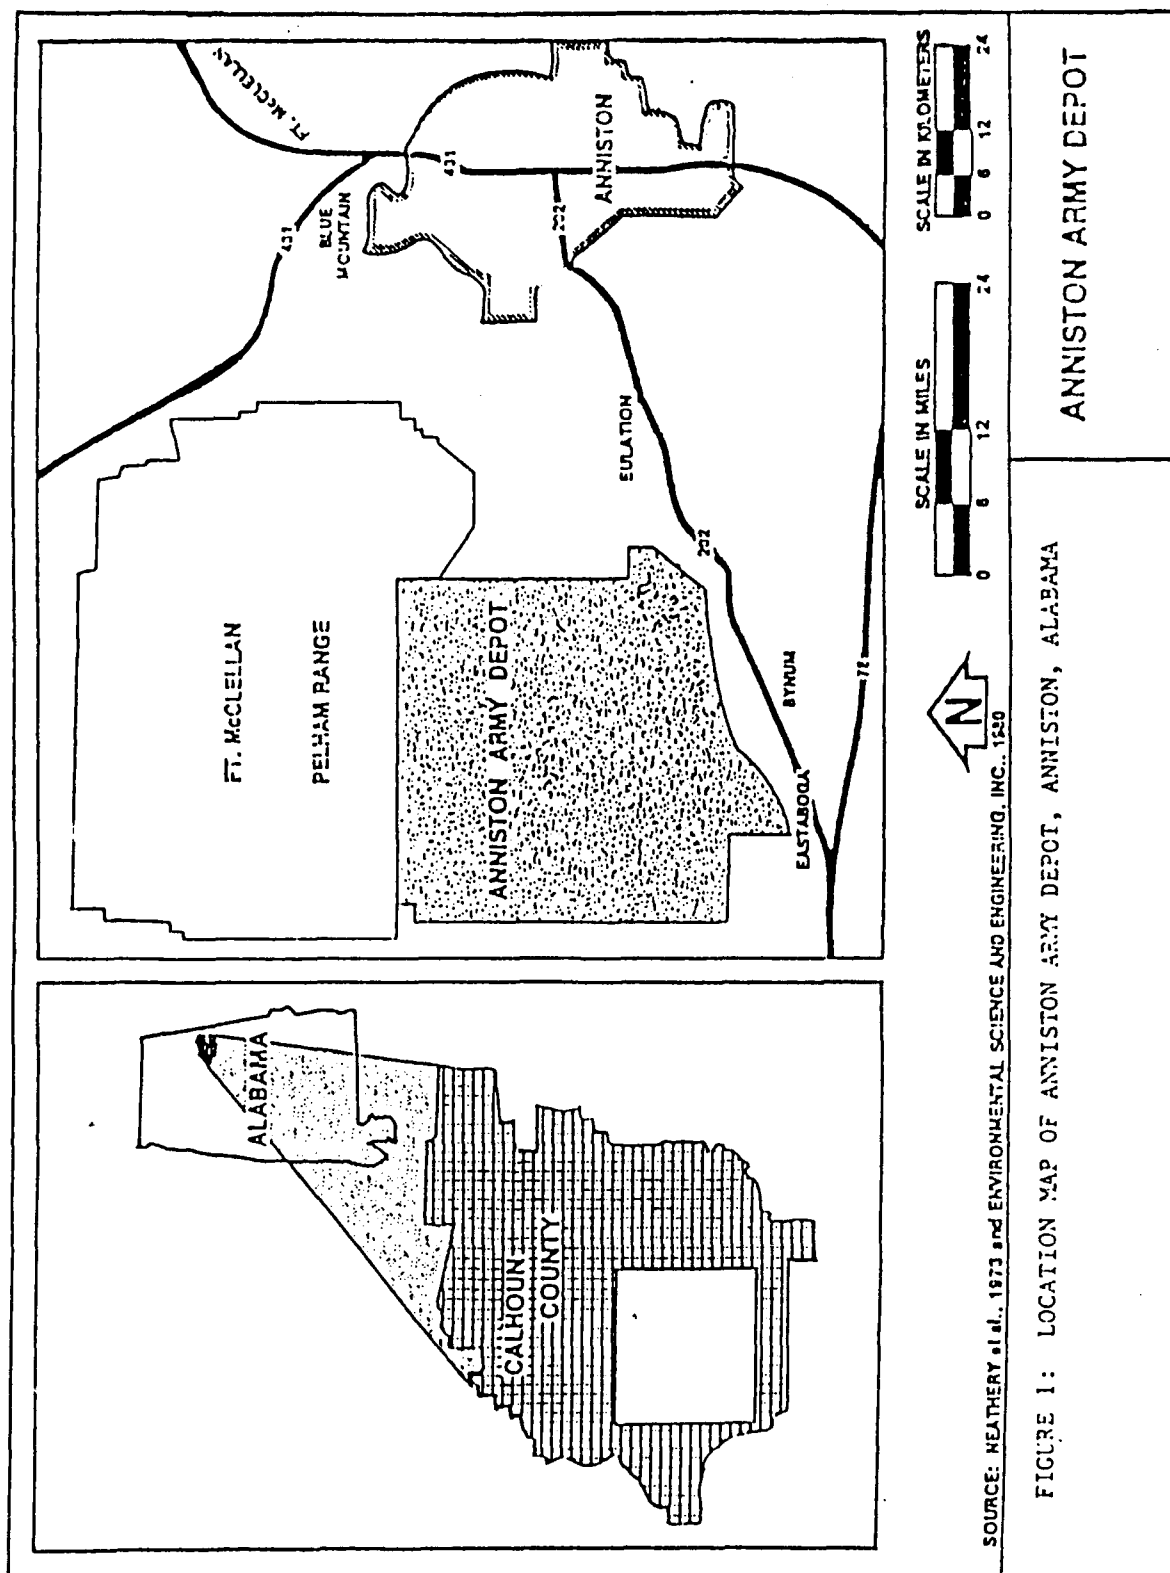 ALABAMA
CALHOUN
COUNTY
FT. McCLELLAN
PELHAM RANGE
ANNISTON ARMY DEPOT
FT. McCLELLAN
431
431
BLUE
MOUNTAIN
202
ANNISTON
EULATION
202
BYNUM
EASTABOGA
N
SCALE IN MILES
0 6 12 24
SCALE IN KILOMETERS
0 6 12 24
SOURCE: NEATHERY et al., 1973 and ENVIRONMENTAL SCIENCE AND ENGINEERING, INC., 1980
FIGURE 1: LOCATION MAP OF ANNISTON ARMY DEPOT, ANNISTON, ALABAMA
ANNISTON ARMY DEPOT